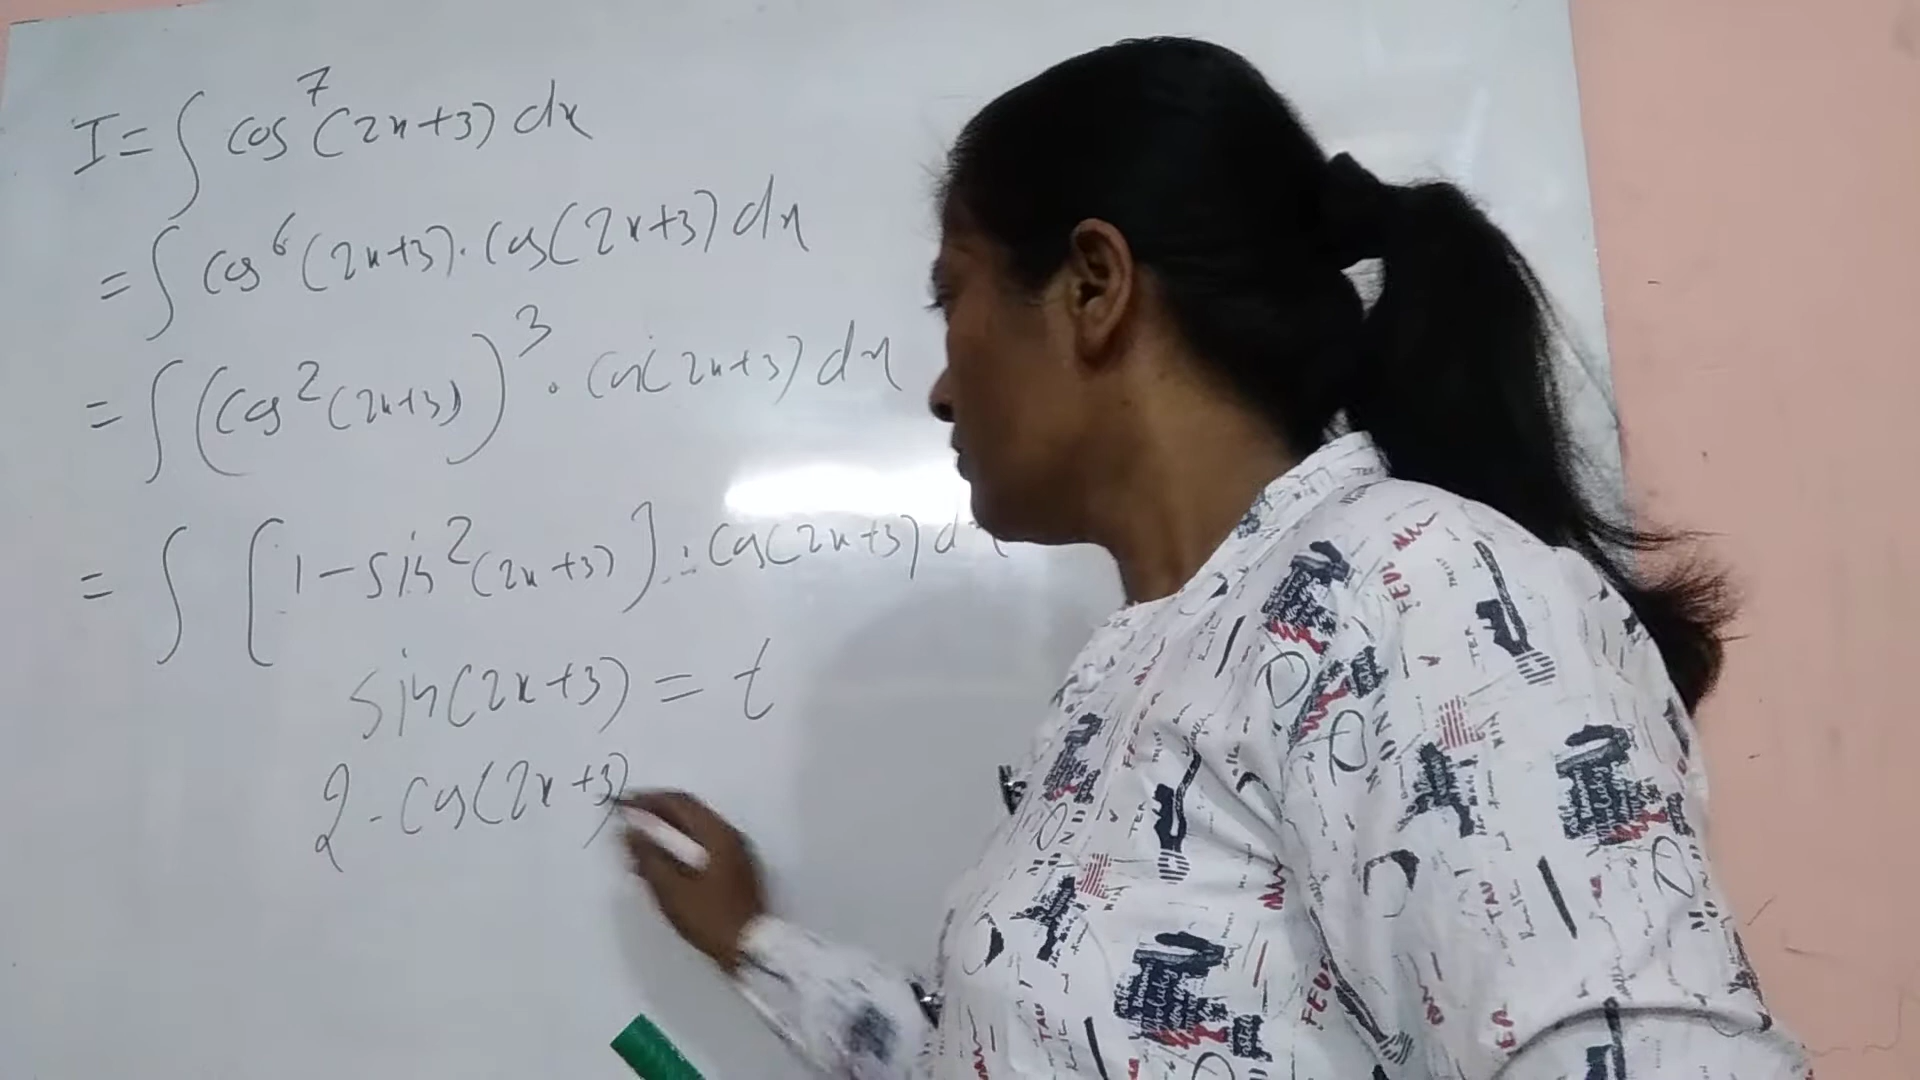 I = ∫ cos⁷(2x+3) dx
= ∫ cos⁶(2x+3) . cos(2x+3) dx
= ∫ (cos²(2x+3))³ . cos(2x+3) dx
= ∫ [1-sin²(2x+3)] . cos(2x+3) dx
sin(2x+3) = t
2 . cos(2x+3)